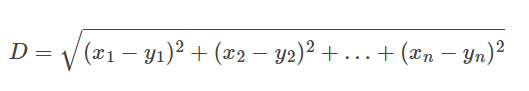 D = √(x₁ − y₁)² + (x₂ − y₂)² + … + (xₙ − yₙ)²